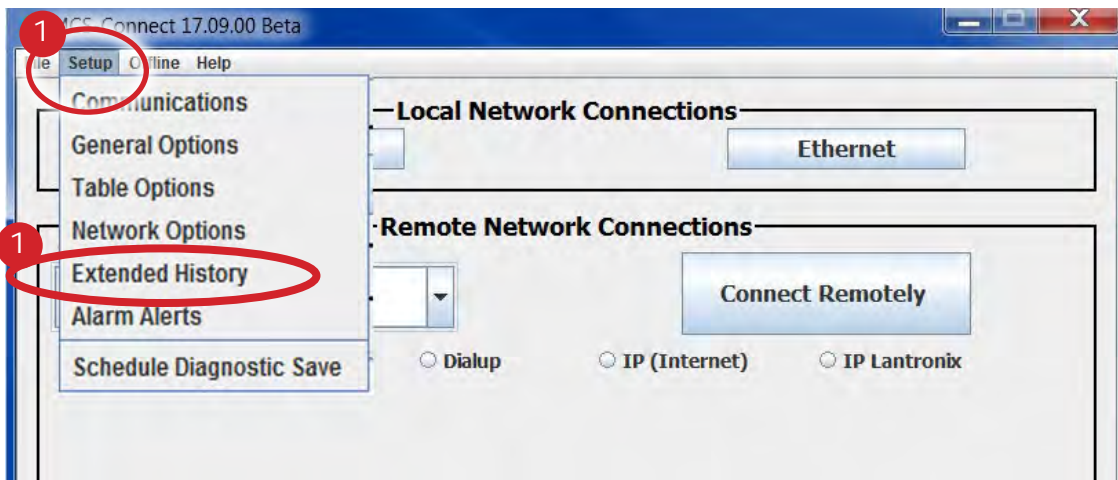 1
MCS-Connect 17.09.00 Beta
File Setup Offline Help
Communications
General Options
Table Options
Network Options
Extended History
Alarm Alerts
Schedule Diagnostic Save
Local Network Connections
Ethernet
Remote Network Connections
1
Connect Remotely
Dialup IP (Internet) IP Lantronix